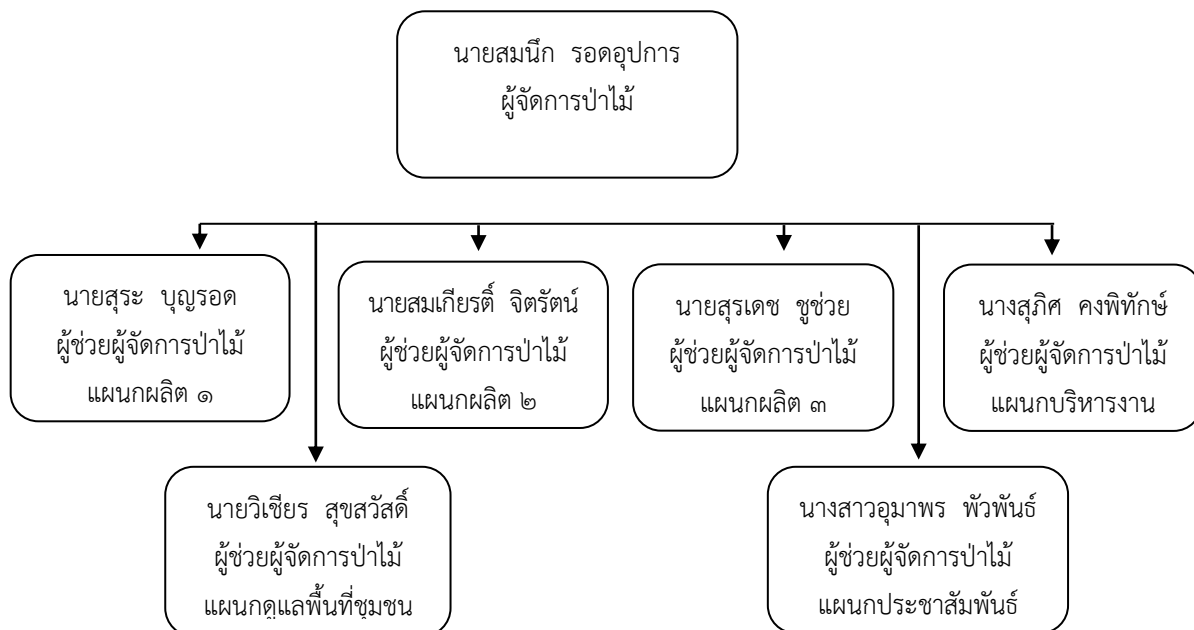 นายสมนึก รอดอุปการ
ผู้จัดการป่าไม้
นายสุระ บุญรอด
ผู้ช่วยผู้จัดการป่าไม้
แผนกผลิต ๑
นายสมเกียรติ์ จิตรัตน์
ผู้ช่วยผู้จัดการป่าไม้
แผนกผลิต ๒
นายสุรเดช ชูช่วย
ผู้ช่วยผู้จัดการป่าไม้
แผนกผลิต ๓
นางสุภิศ คงพิทักษ์
ผู้ช่วยผู้จัดการป่าไม้
แผนกบริหารงาน
นายวิเชียร สุขสวัสดิ์
ผู้ช่วยผู้จัดการป่าไม้
แผนกดูแลพื้นที่ชุมชน
นางสาวอุมาพร พัวพันธ์
ผู้ช่วยผู้จัดการป่าไม้
แผนกประชาสัมพันธ์